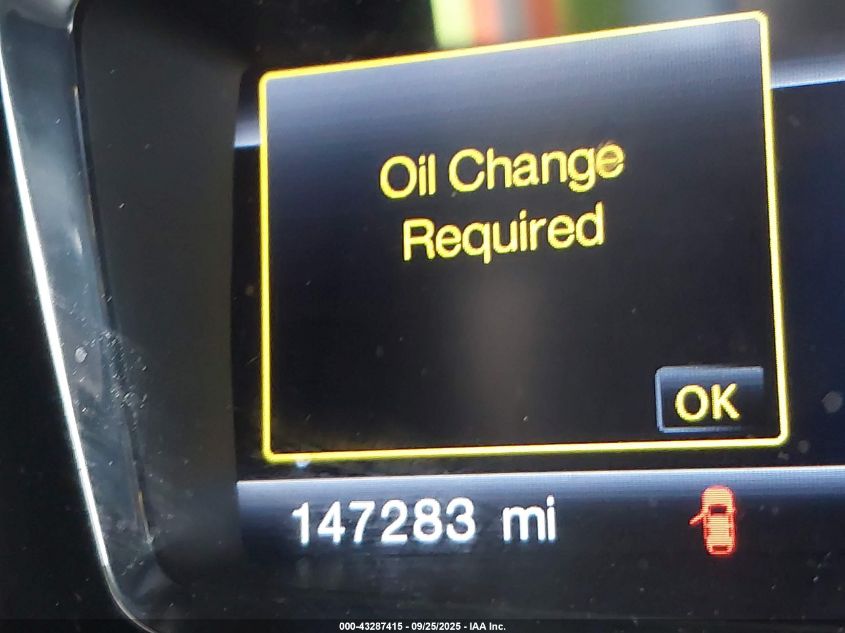 Oil Change
Required
OK
147283 mi
000-43287415 - 09/25/2025 - IAA Inc.